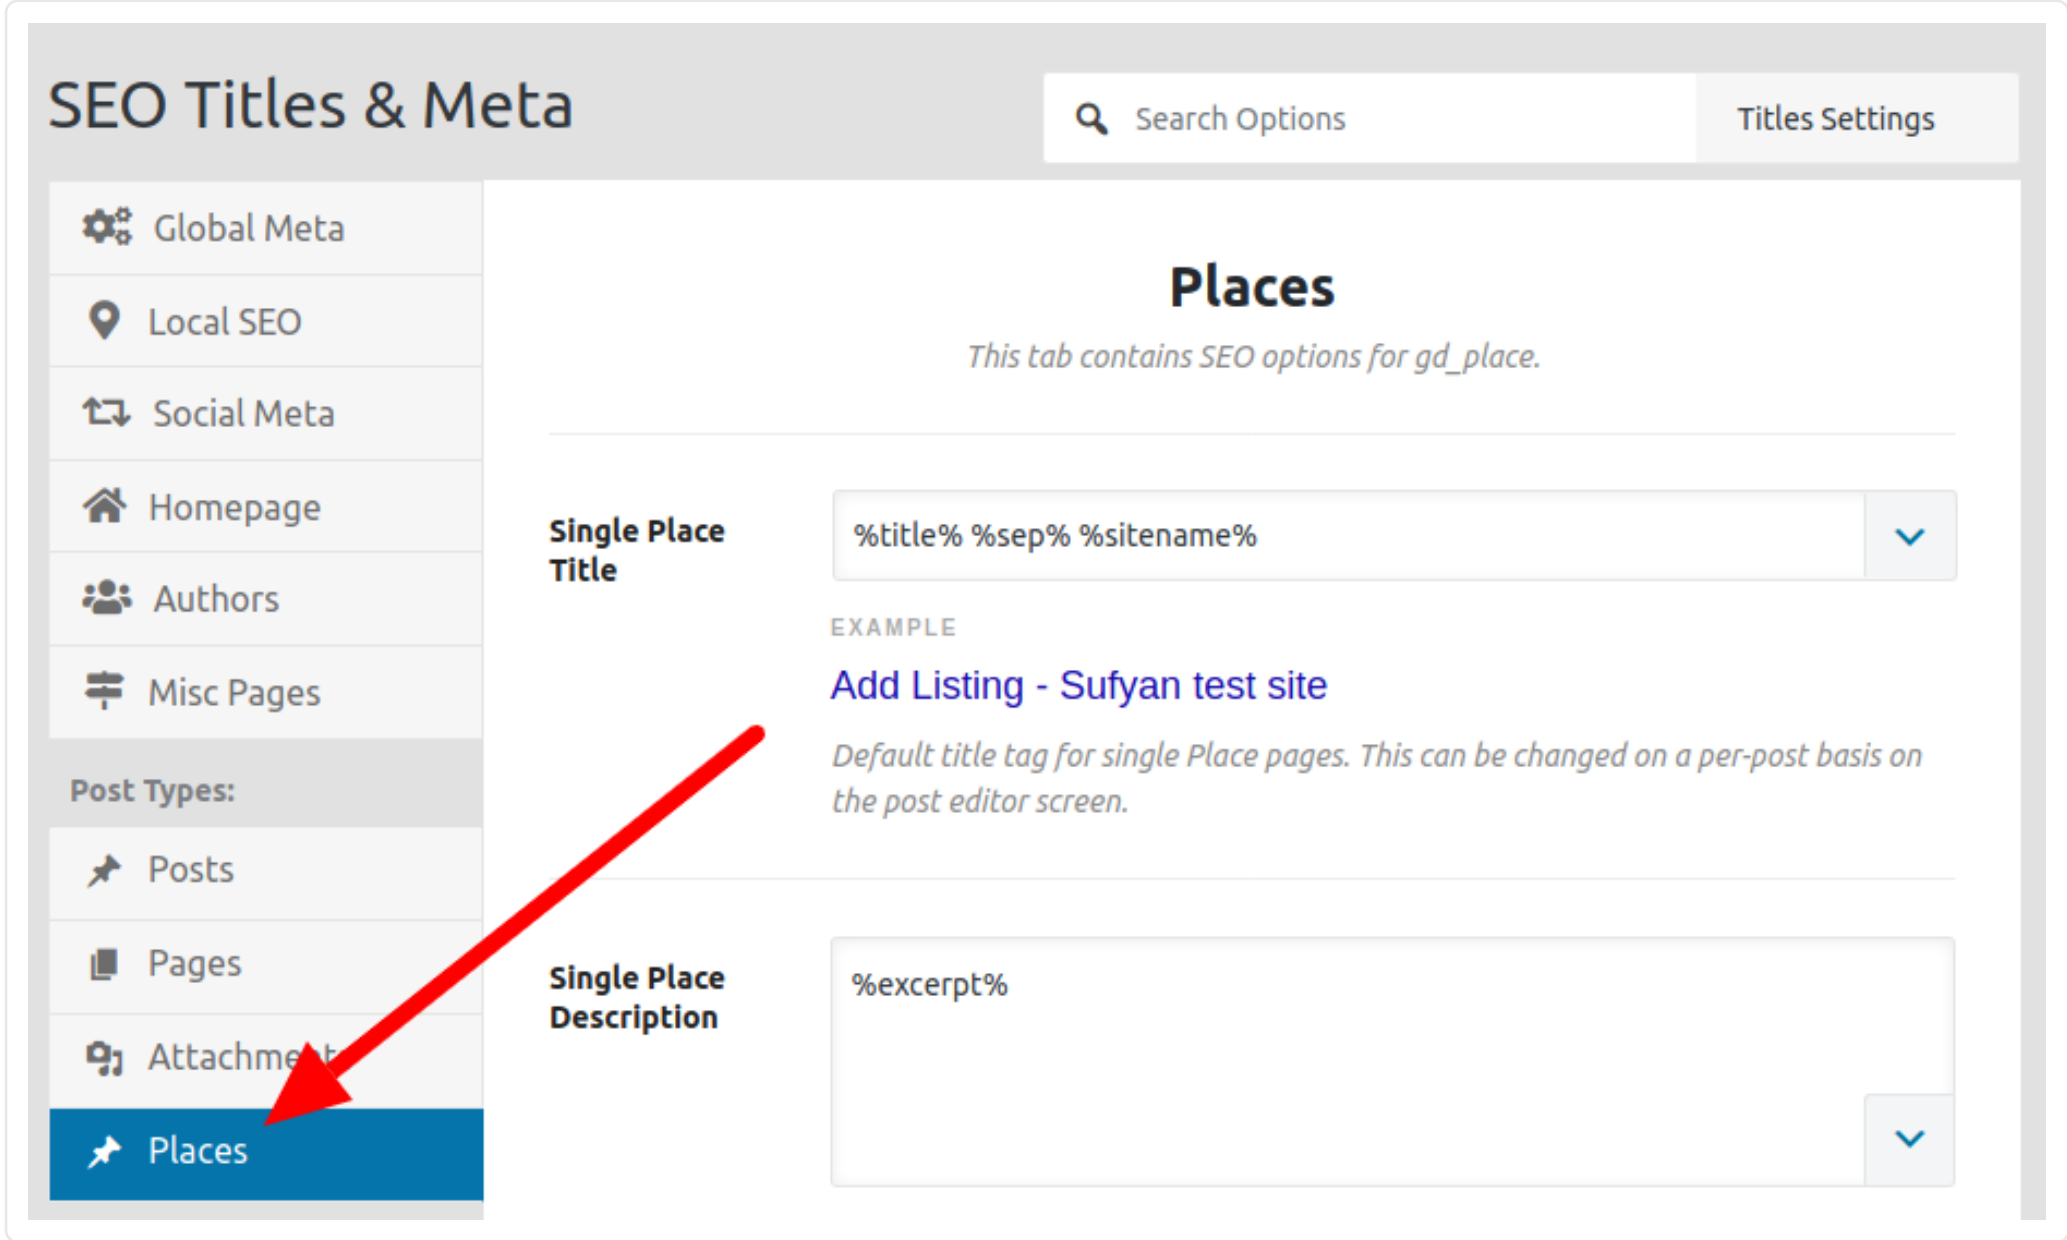 SEO Titles & Meta
Search Options
Titles Settings
Global Meta
Local SEO
Social Meta
Homepage
Authors
Misc Pages
Post Types:
Posts
Pages
Attachment
Places
Places
This tab contains SEO options for gd_place.
Single Place
Title
%title% %sep% %sitename%
EXAMPLE
Add Listing - Sufyan test site
Default title tag for single Place pages. This can be changed on a per-post basis on
the post editor screen.
Single Place
Description
%excerpt%